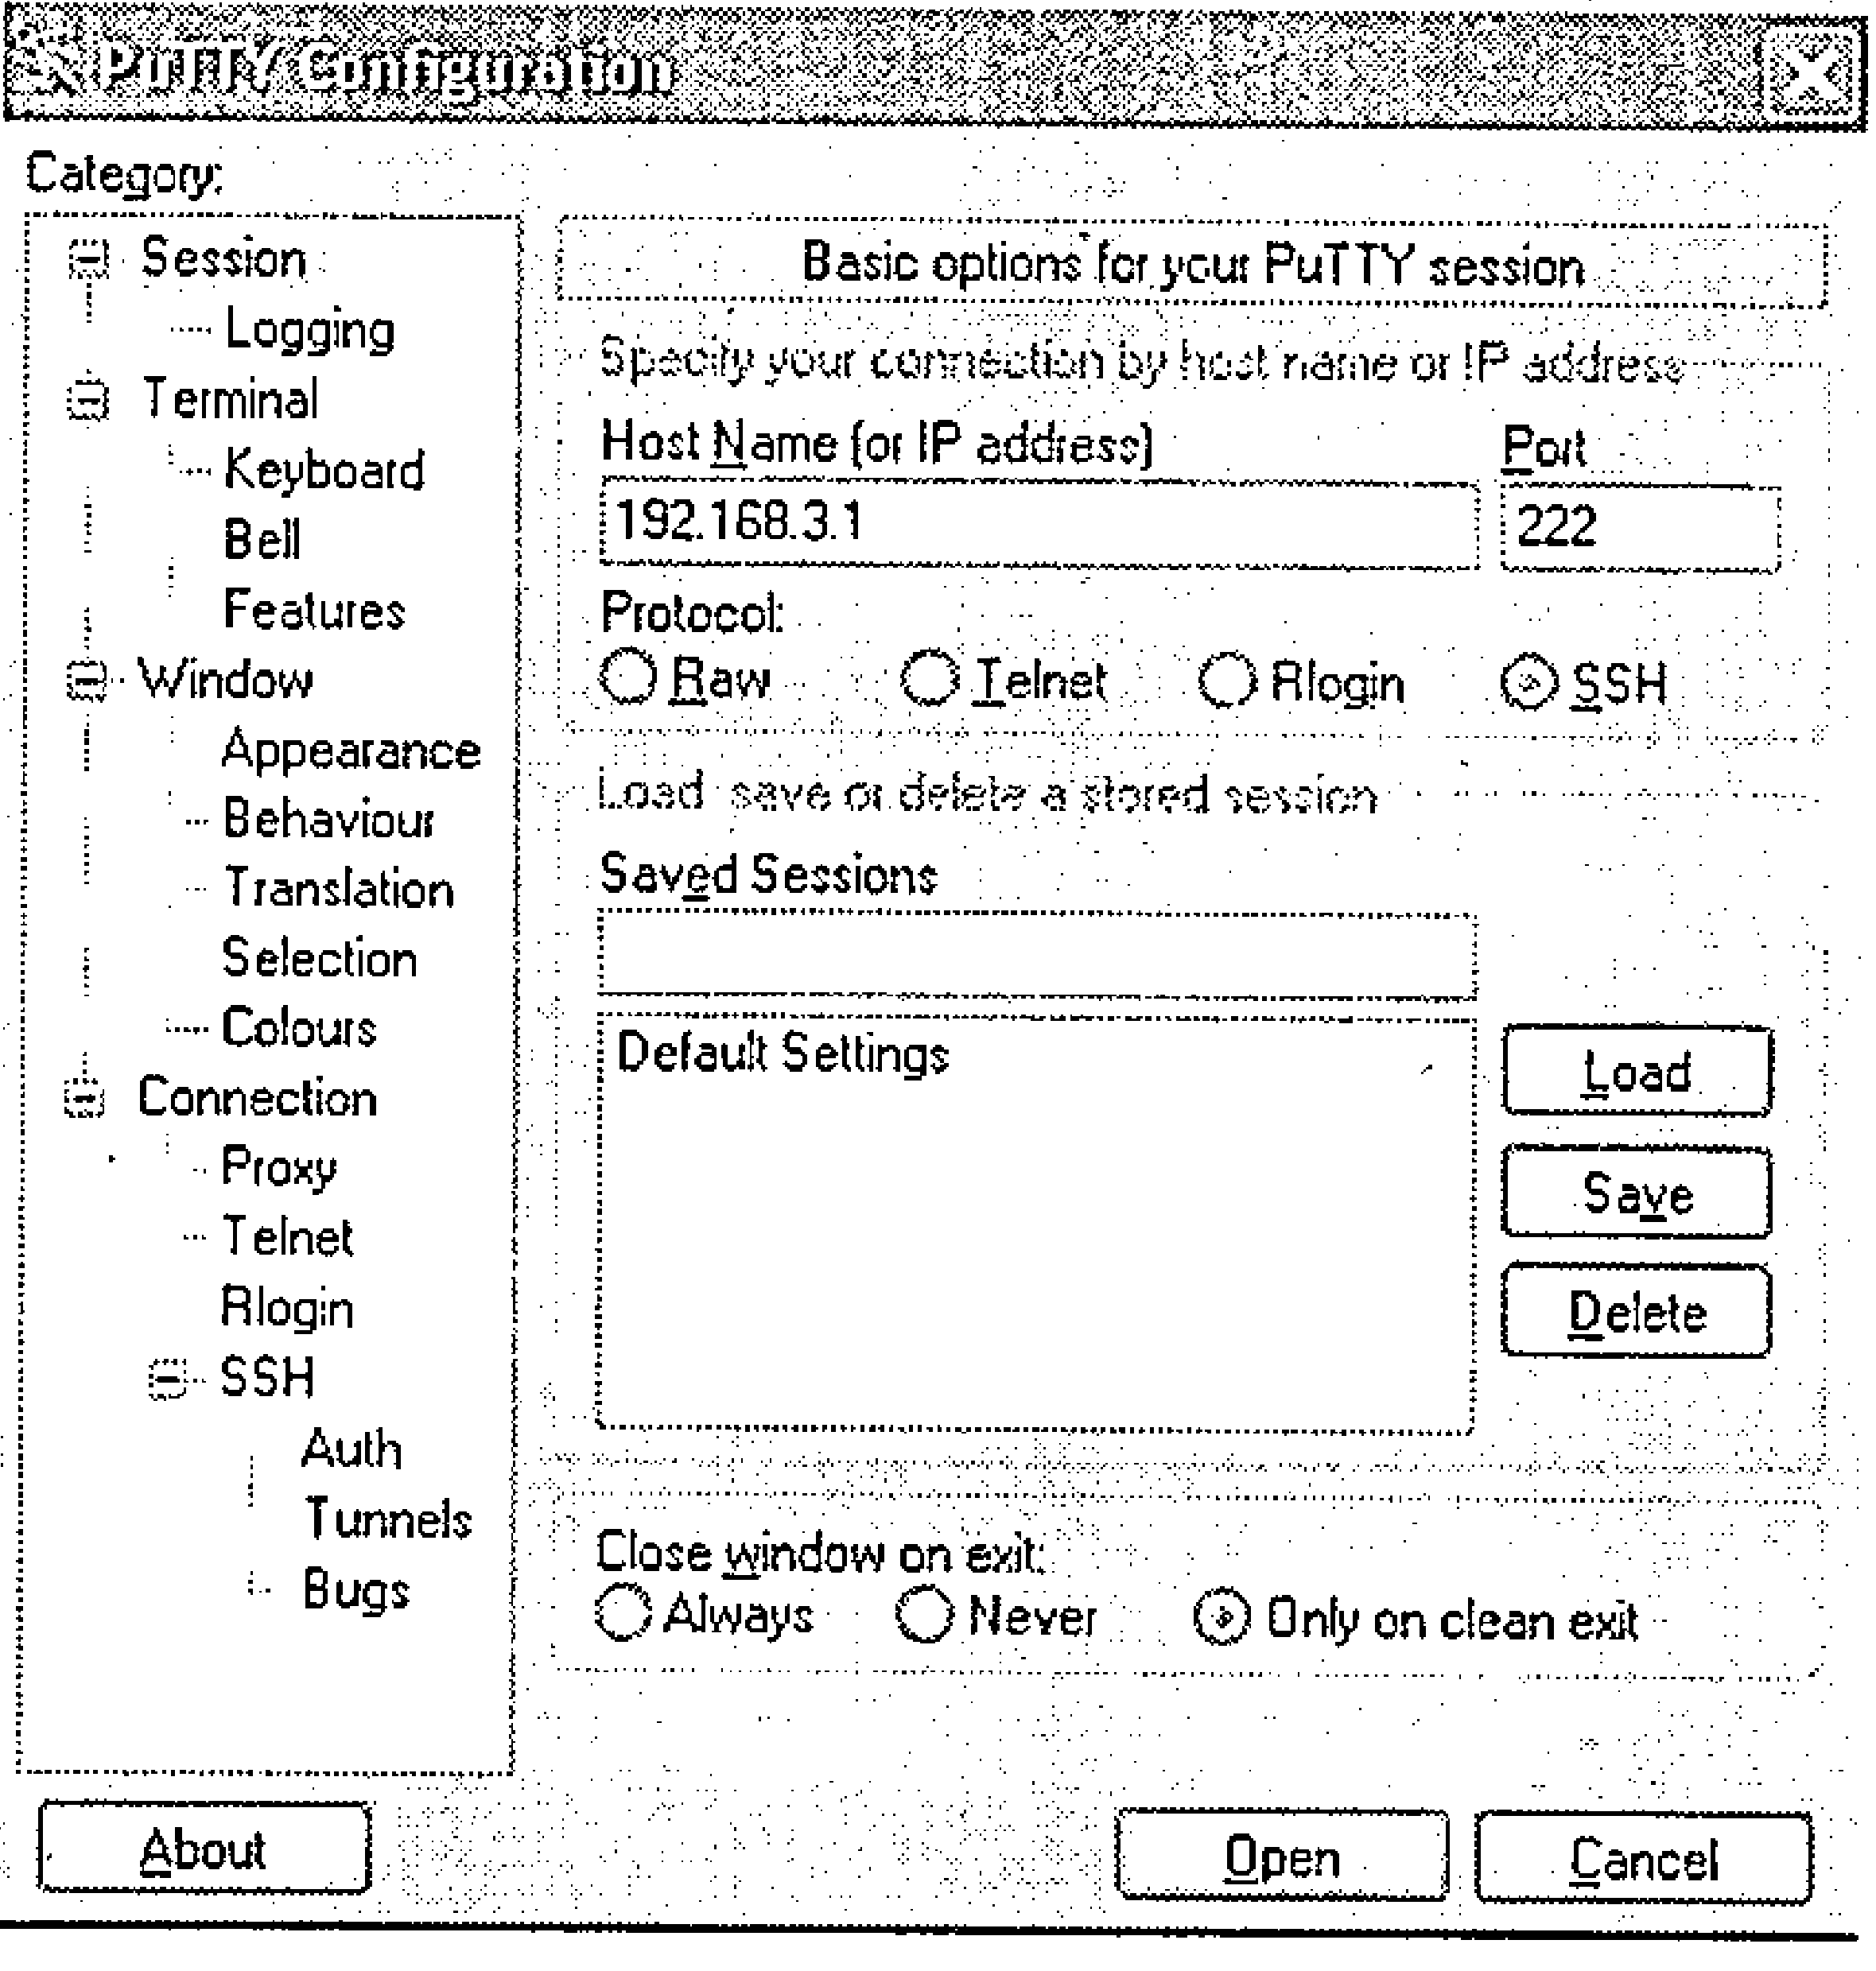 PuTTY Configuration
Category:
Session
Logging
Terminal
Keyboard
Bell
Features
Window
Appearance
Behaviour
Translation
Selection
Colours
Connection
Proxy
Telnet
Rlogin
SSH
Auth
Tunnels
Bugs
Basic options for your PuTTY session
Specify your connection by host name or IP address
Host Name (or IP address) Port
192.168.3.1 222
Protocol:
Raw Telnet Rlogin SSH
Load, save or delete a stored session
Saved Sessions
Default Settings
Load
Save
Delete
Close window on exit:
Always Never Only on clean exit
About Open Cancel